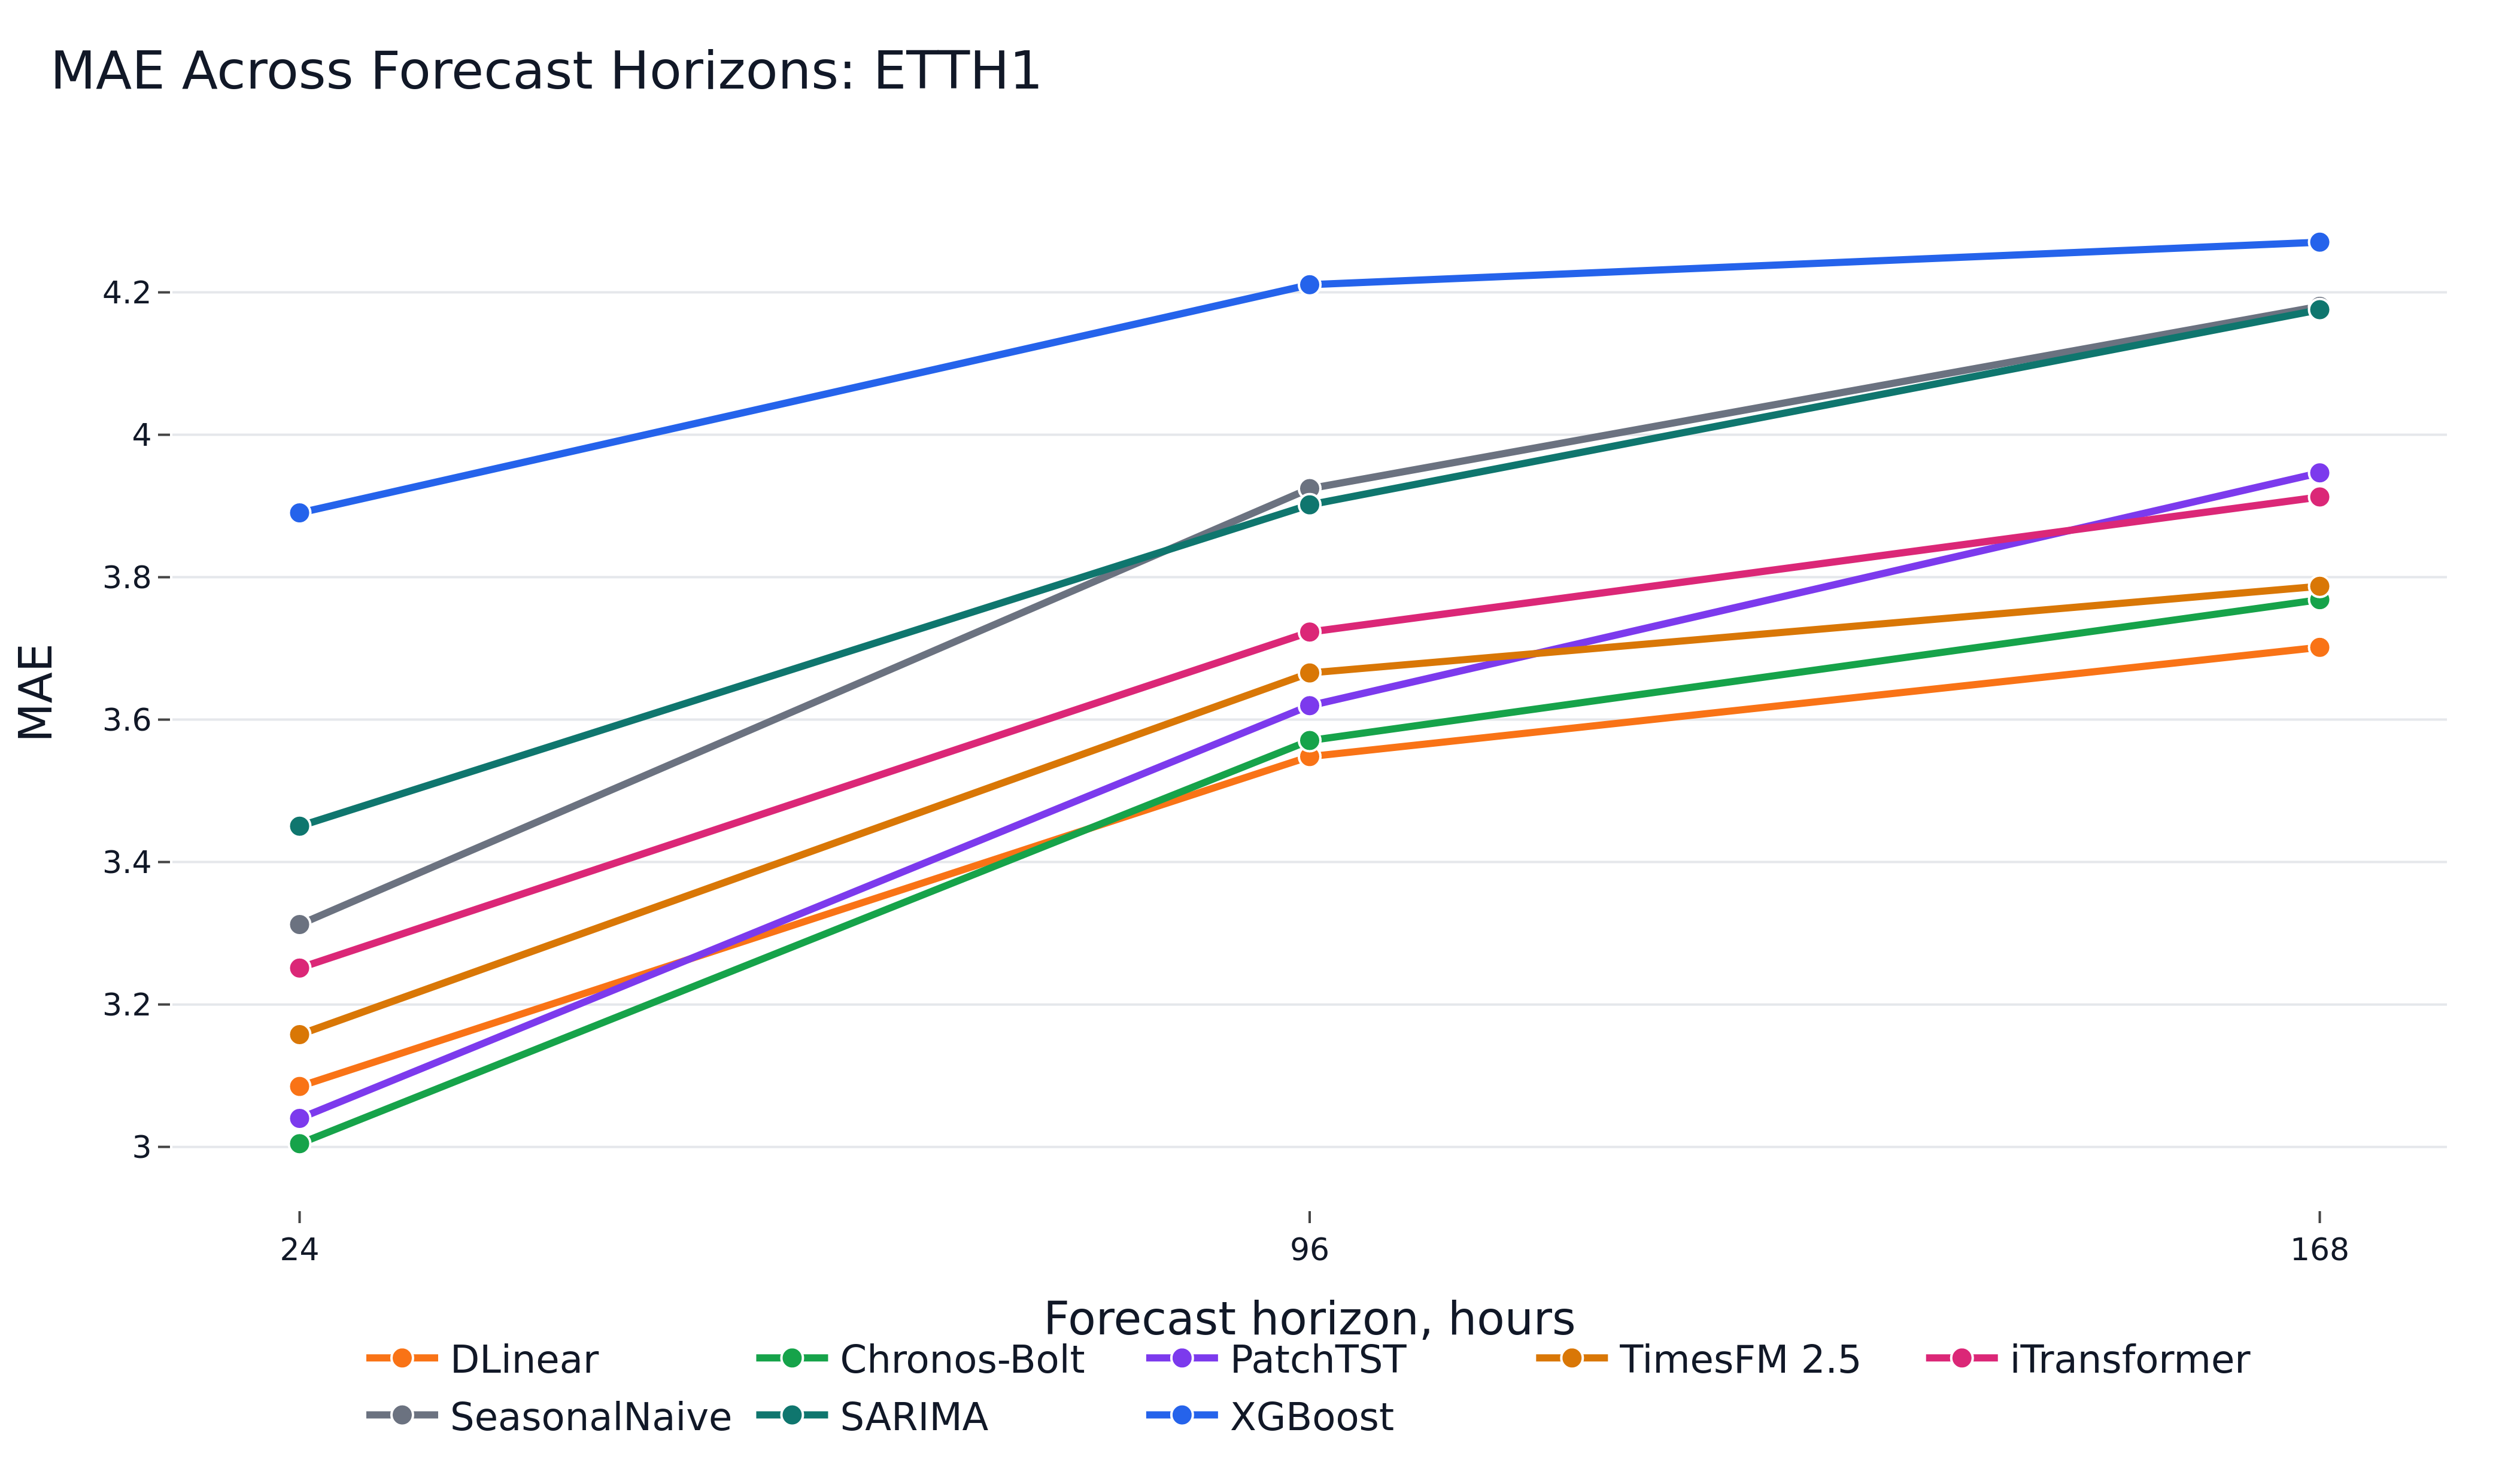 MAE Across Forecast Horizons: ETTH1
MAE
4.2
4
3.8
3.6
3.4
3.2
3
24 96 168
Forecast horizon, hours
DLinear Chronos-Bolt PatchTST TimesFM 2.5 iTransformer
SeasonalNaive SARIMA XGBoost